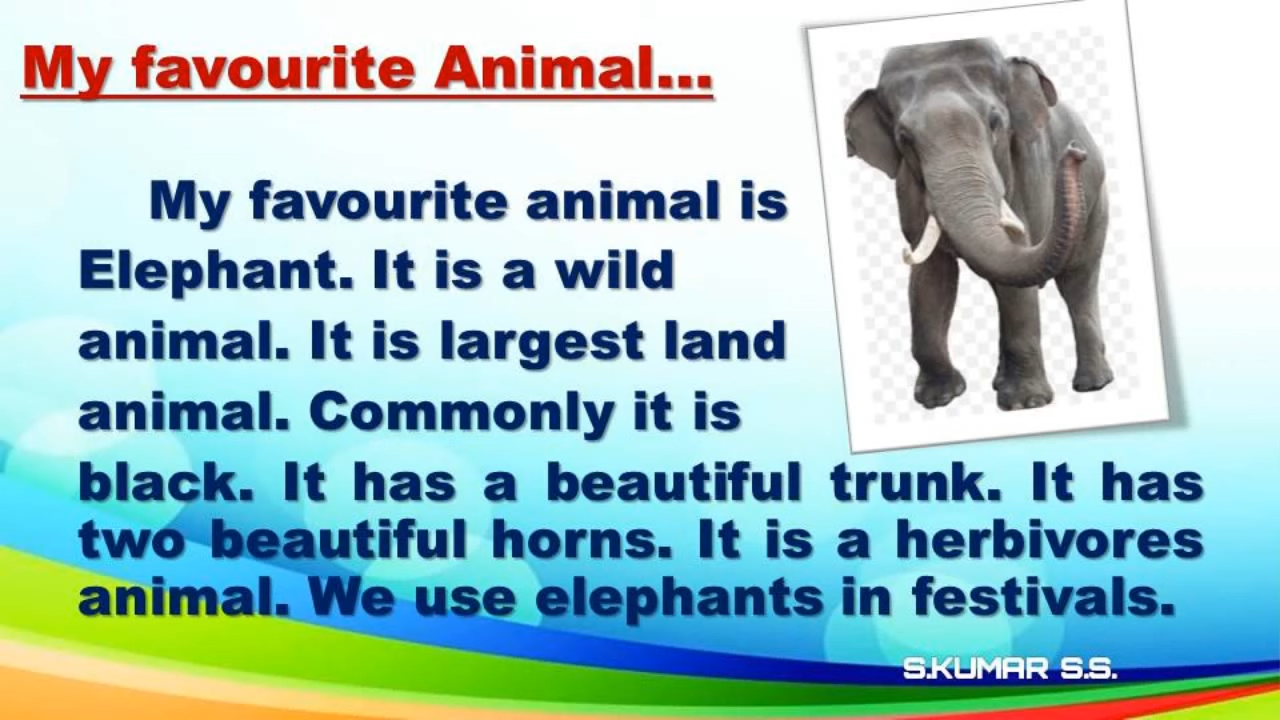 My favourite Animal...
My favourite animal is
Elephant. It is a wild
animal. It is largest land
animal. Commonly it is
black. It has a beautiful trunk. It has
two beautiful horns. It is a herbivores
animal. We use elephants in festivals.
S.KUMAR S.S.